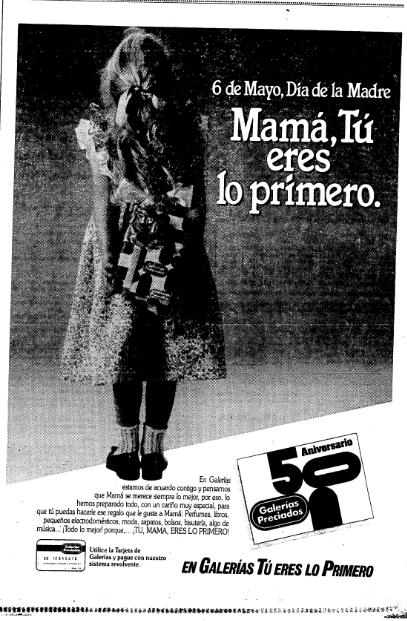 6 de Mayo, Día de la Madre
Mamá, Tú
eres
lo primero.
En Galerías
estamos de acuerdo contigo y pensamos
que Mamá se merece siempre lo mejor, por eso, lo
hemos preparado todo, con un cariño muy especial, para
que tú puedas hacerle ese regalo que le gusta a Mamá: Perfumes, libros,
pequeños electrodomésticos, moda, zapatos, bolsos, bisutería, algo de
música... ¡Todo lo mejor! porque,... ¡TU, MAMA, ERES LO PRIMERO!
50 Aniversario
Galerías
Preciados
Galerías
Preciados
Utilice la Tarjeta de
Galerías y pague con nuestro
sistema revolvente.
EN GALERÍAS TÚ ERES LO PRIMERO